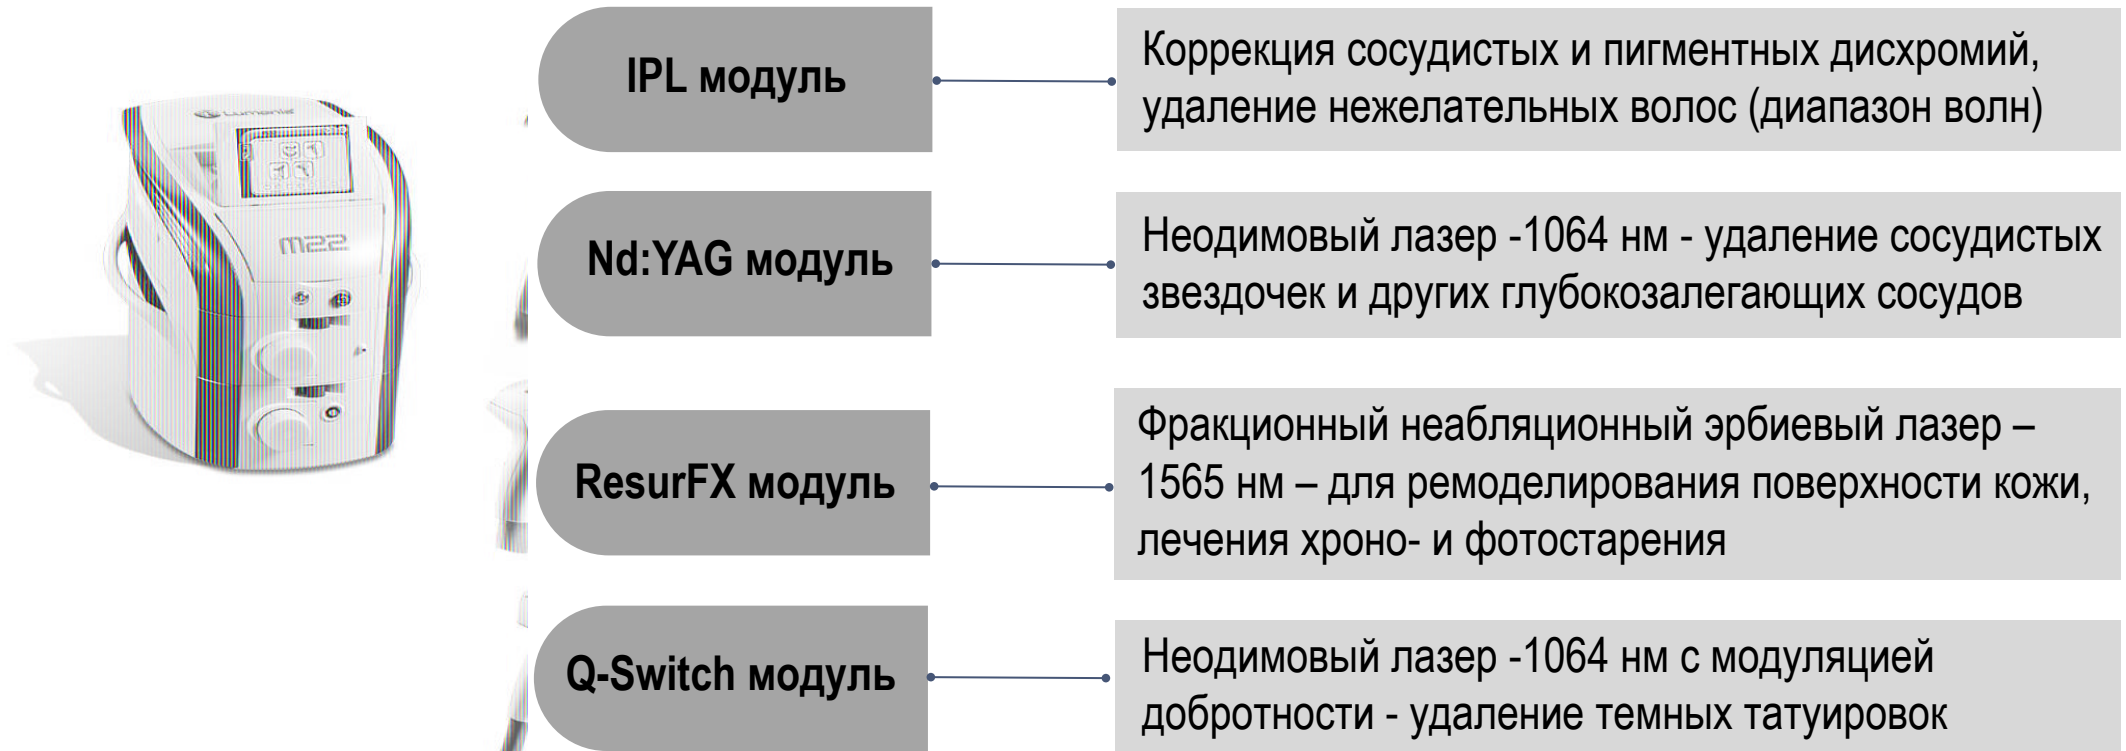 Lumenis
M22
IPL модуль
Коррекция сосудистых и пигментных дисхромий,
удаление нежелательных волос (диапазон волн)
Nd:YAG модуль
Неодимовый лазер -1064 нм - удаление сосудистых
звездочек и других глубокозалегающих сосудов
ResurFX модуль
Фракционный неабляционный эрбиевый лазер –
1565 нм – для ремоделирования поверхности кожи,
лечения хроно- и фотостарения
Q-Switch модуль
Неодимовый лазер -1064 нм с модуляцией
добротности - удаление темных татуировок